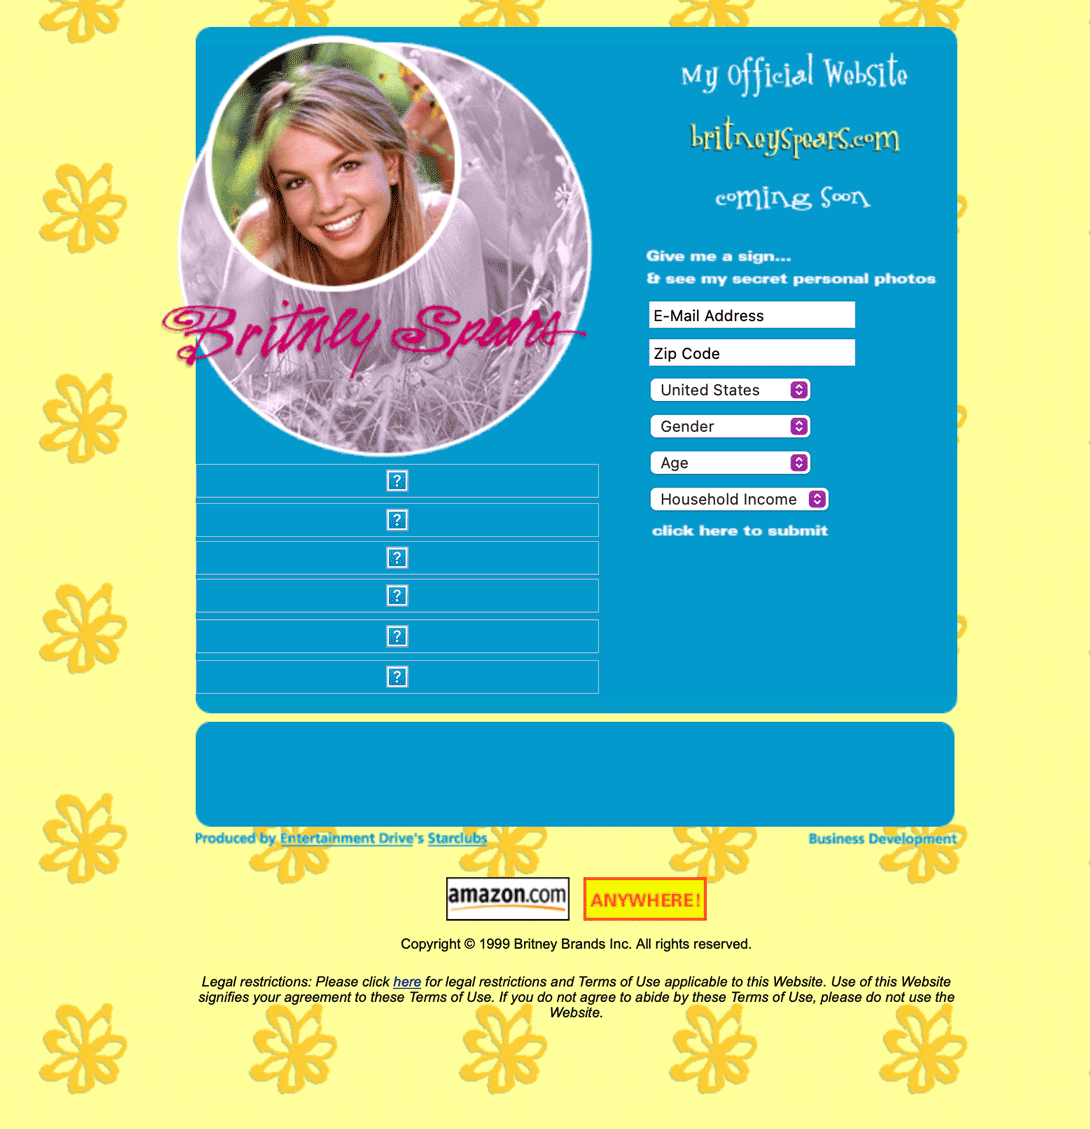 My Official Website
britneyspears.com
coming soon
Give me a sign...
& see my secret personal photos
E-Mail Address
Zip Code
United States
Gender
Age
Household Income
click here to submit
Britney Spears
?
?
?
?
?
?
Produced by Entertainment Drive's Starclubs
Business Development
amazon.com
ANYWHERE!
Copyright © 1999 Britney Brands Inc. All rights reserved.
Legal restrictions: Please click here for legal restrictions and Terms of Use applicable to this Website. Use of this Website
signifies your agreement to these Terms of Use. If you do not agree to abide by these Terms of Use, please do not use the
Website.